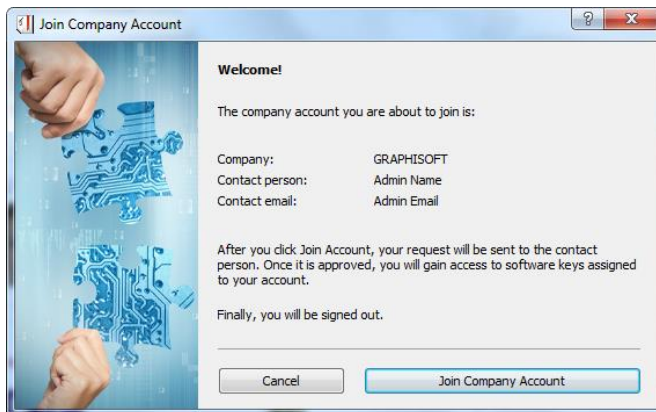 Join Company Account
Welcome!
The company account you are about to join is:
Company: GRAPHISOFT
Contact person: Admin Name
Contact email: Admin Email
After you click Join Account, your request will be sent to the contact
person. Once it is approved, you will gain access to software keys assigned
to your account.
Finally, you will be signed out.
Cancel Join Company Account